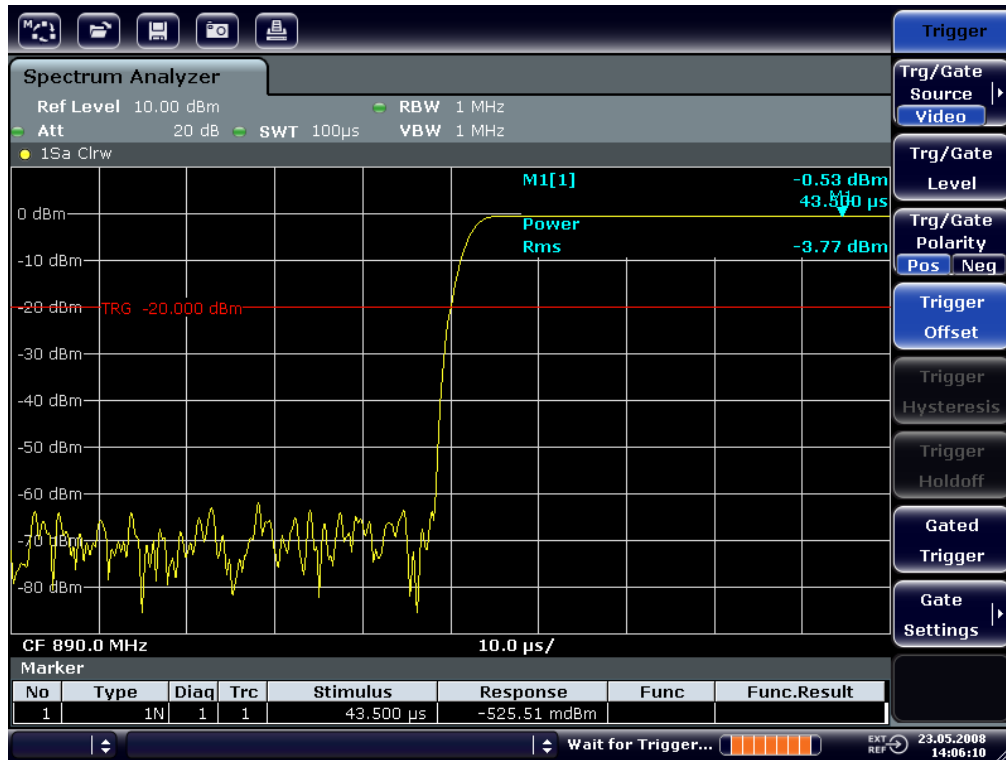 Trigger
Spectrum Analyzer
Ref Level 10.00 dBm RBW 1 MHz
Att 20 dB SWT 100µs VBW 1 MHz
1Sa Clrw
M1[1] -0.53 dBm
43.500 µs
M1
Power
Rms -3.77 dBm
0 dBm
-10 dBm
-20 dBm
TRG -20.000 dBm
-30 dBm
-40 dBm
-50 dBm
-60 dBm
-70 dBm
-80 dBm
CF 890.0 MHz 10.0 µs/
Marker
No Type Diag Trc Stimulus Response Func Func.Result
1 1N 1 1 43.500 µs -525.51 mdBm
Wait for Trigger...
EXT REF
23.05.2008
14:06:10
Trg/Gate
Source
Video
Trg/Gate
Level
Trg/Gate
Polarity
Pos Neg
Trigger
Offset
Trigger
Hysteresis
Trigger
Holdoff
Gated
Trigger
Gate
Settings